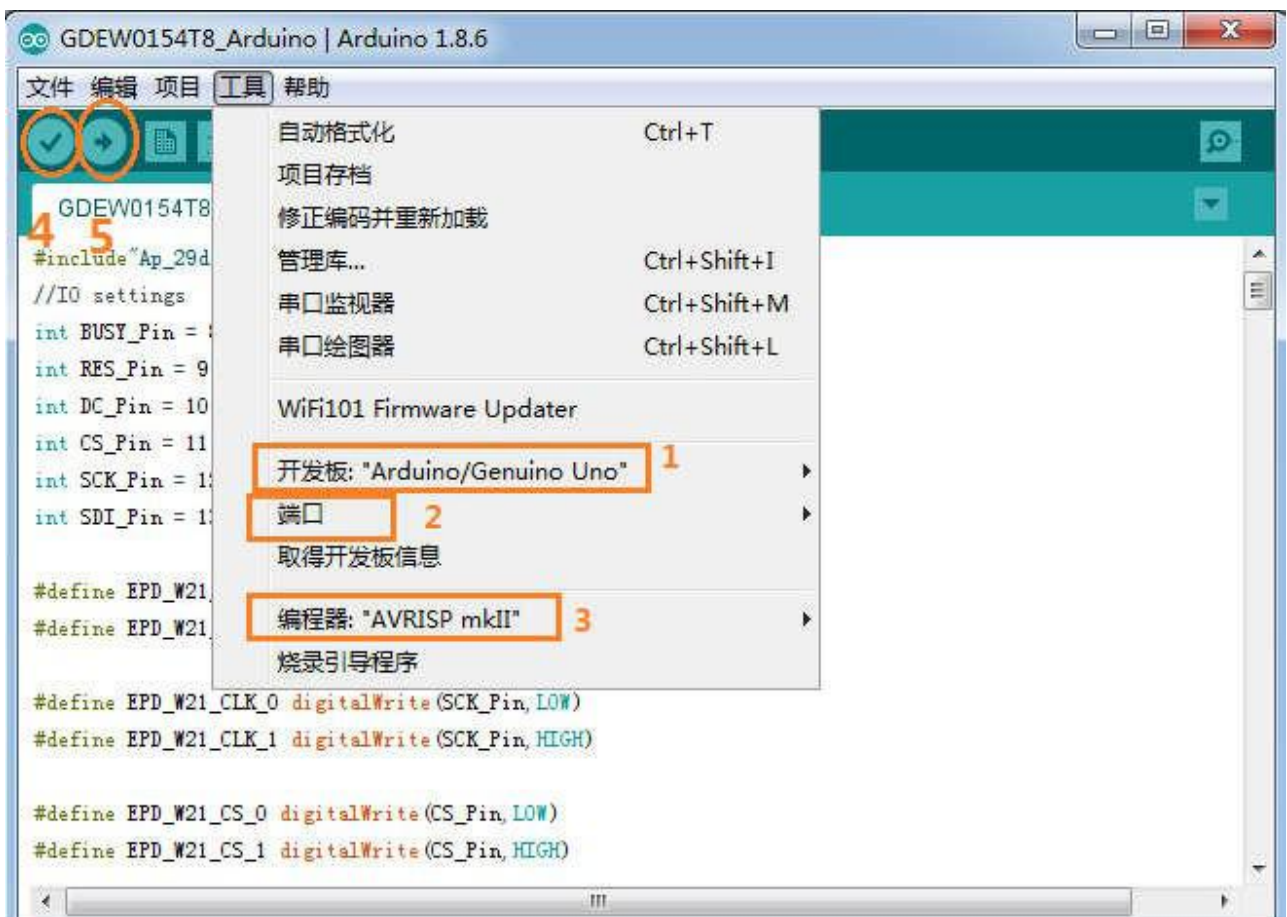 GDEW0154T8_Arduino | Arduino 1.8.6
文件 编辑 项目 工具 帮助
自动格式化 Ctrl+T
项目存档
修正编码并重新加载
管理库... Ctrl+Shift+I
串口监视器 Ctrl+Shift+M
串口绘图器 Ctrl+Shift+L
WiFi101 Firmware Updater
开发板: "Arduino/Genuino Uno" 1
端口 2
取得开发板信息
编程器: "AVRISP mkII" 3
烧录引导程序
GDEW0154T8
4 5
#include"Ap_29d
//IO settings
int BUSY_Pin =
int RES_Pin = 9
int DC_Pin = 10
int CS_Pin = 11
int SCK_Pin = 1
int SDI_Pin = 1
#define EPD_W21_
#define EPD_W21_
#define EPD_W21_CLK_0 digitalWrite(SCK_Pin,LOW)
#define EPD_W21_CLK_1 digitalWrite(SCK_Pin,HIGH)
#define EPD_W21_CS_0 digitalWrite(CS_Pin,LOW)
#define EPD_W21_CS_1 digitalWrite(CS_Pin,HIGH)